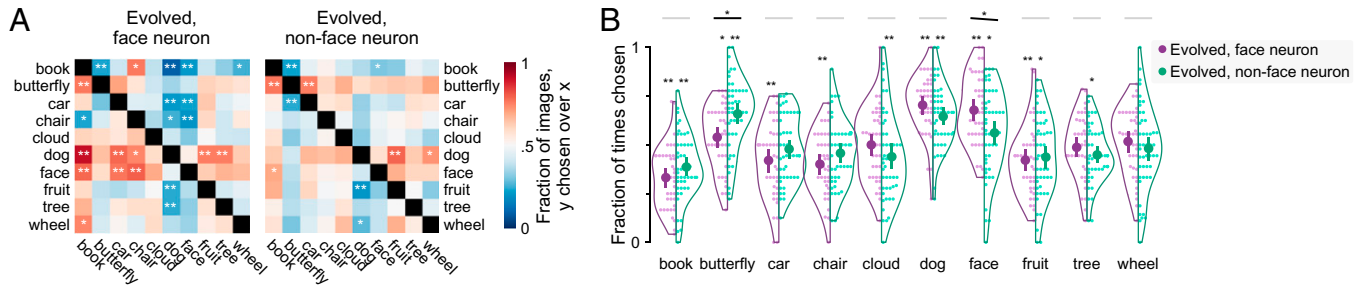 A
Evolved,
face neuron
Evolved,
non-face neuron
book
butterfly
car
chair
cloud
dog
face
fruit
tree
wheel
** * ** ** *
**
** **
* * **
** ** * ** **
** ** **
**
**
*
book
butterfly
car
chair
cloud
dog
face
fruit
tree
wheel
** *
** **
**
** *
*
**
*
book
butterfly
car
chair
cloud
dog
face
fruit
tree
wheel
book
butterfly
car
chair
cloud
dog
face
fruit
tree
wheel
1
.5
0
Fraction of images,
y chosen over x
B
Fraction of times chosen
1
0
* *
** ** * ** ** ** ** ** ** ** ** * ** * *
book butterfly car chair cloud dog face fruit tree wheel
Evolved, face neuron
Evolved, non-face neuron